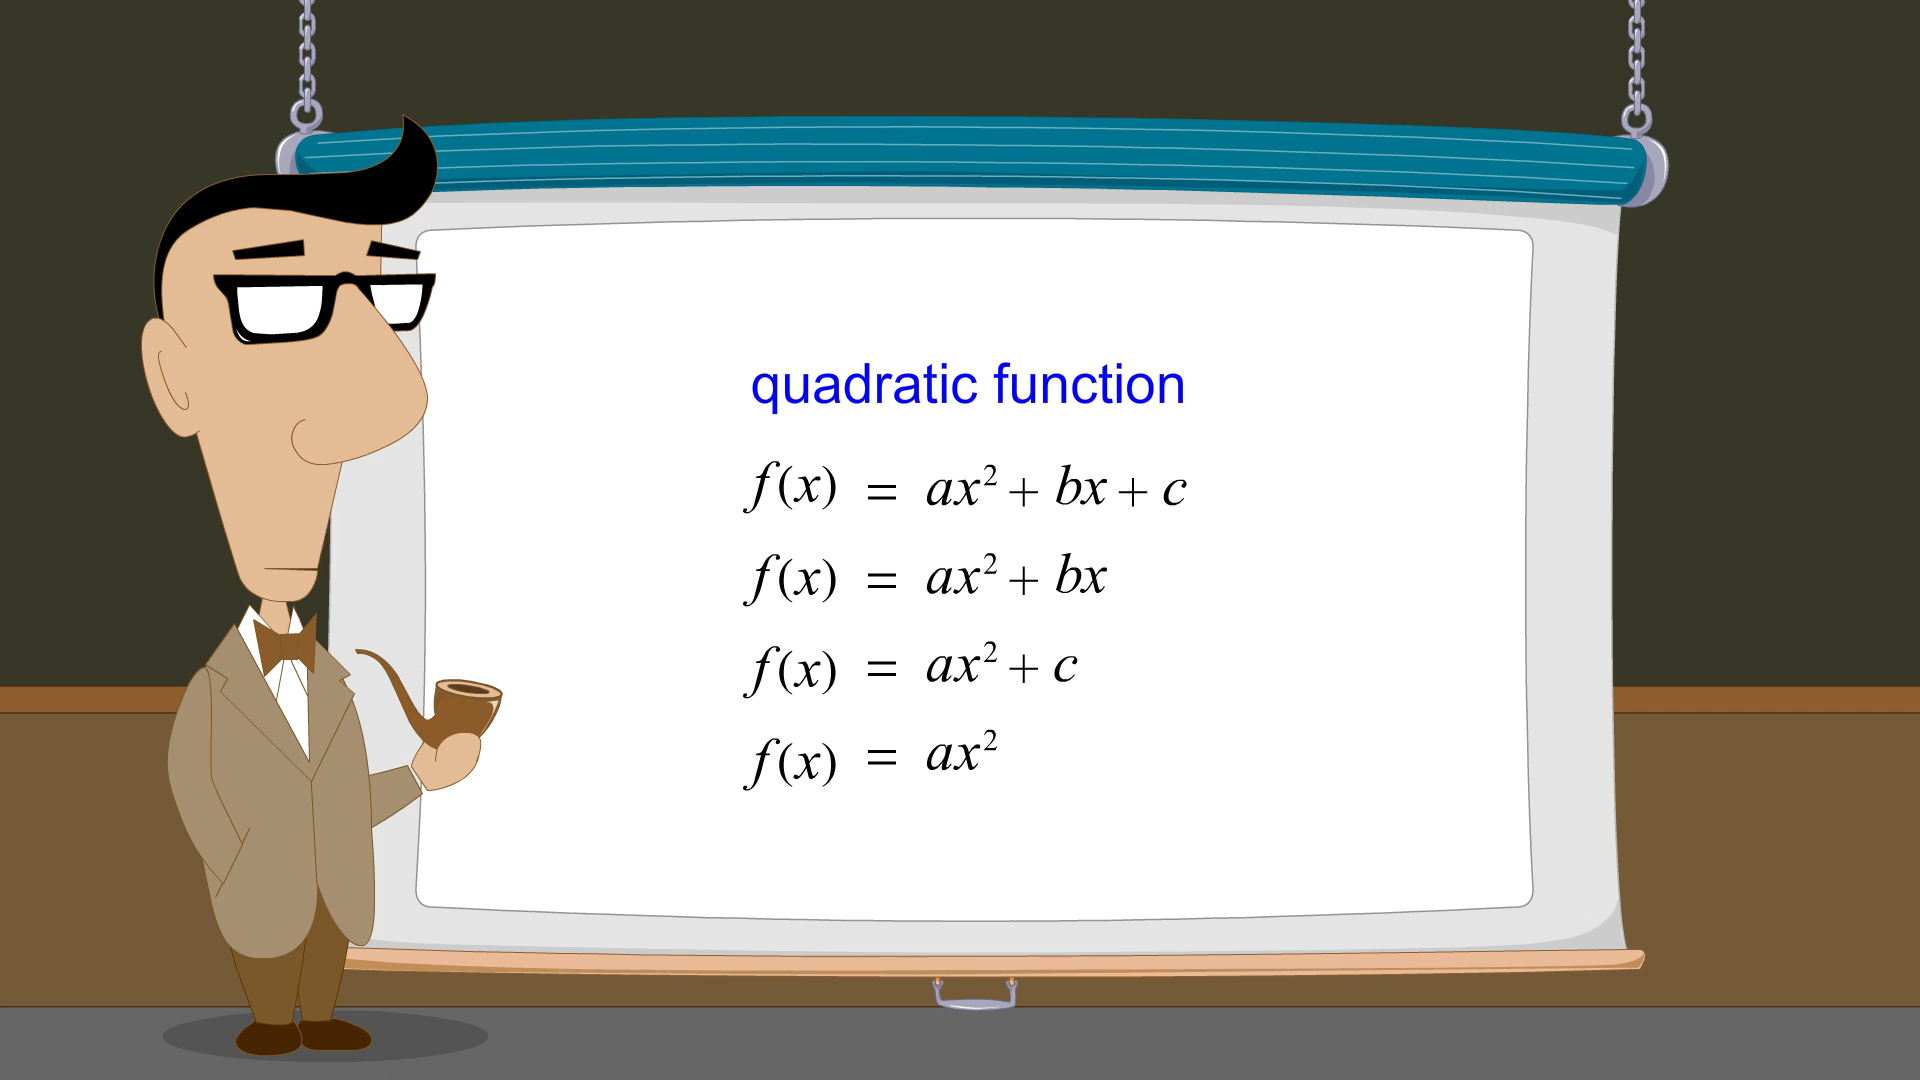 quadratic function
f(x) = ax² + bx + c
f(x) = ax² + bx
f(x) = ax² + c
f(x) = ax²